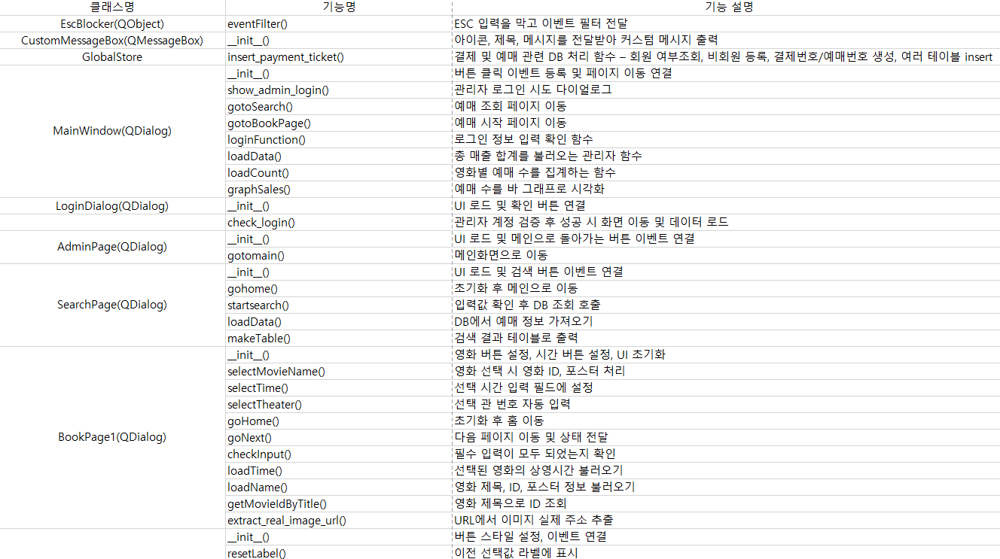 클래스명 기능명 기능 설명
EscBlocker(QObject) eventFilter() ESC 입력을 막고 이벤트 필터 전달
CustomMessageBox(QMessageBox) __init__() 아이콘, 제목, 메시지를 전달받아 커스텀 메시지 출력
GlobalStore insert_payment_ticket() 결제 및 예매 관련 DB 처리 함수 – 회원 여부조회, 비회원 등록, 결제번호/예매번호 생성, 여러 테이블 insert
MainWindow(QDialog) __init__() 버튼 클릭 이벤트 등록 및 페이지 이동 연결
show_admin_login() 관리자 로그인 시도 다이얼로그
gotoSearch() 예매 조회 페이지 이동
gotoBookPage() 예매 시작 페이지 이동
loginFunction() 로그인 정보 입력 확인 함수
loadData() 총 매출 합계를 불러오는 관리자 함수
loadCount() 영화별 예매 수를 집계하는 함수
graphSales() 예매 수를 바 그래프로 시각화
LoginDialog(QDialog) __init__() UI 로드 및 확인 버튼 연결
check_login() 관리자 계정 검증 후 성공 시 화면 이동 및 데이터 로드
AdminPage(QDialog) __init__() UI 로드 및 메인으로 돌아가는 버튼 이벤트 연결
gotomain() 메인화면으로 이동
SearchPage(QDialog) __init__() UI 로드 및 검색 버튼 이벤트 연결
gohome() 초기화 후 메인으로 이동
startsearch() 입력값 확인 후 DB 조회 호출
loadData() DB에서 예매 정보 가져오기
makeTable() 검색 결과 테이블로 출력
BookPage1(QDialog) __init__() 영화 버튼 설정, 시간 버튼 설정, UI 초기화
selectMovieName() 영화 선택 시 영화 ID, 포스터 처리
selectTime() 선택 시간 입력 필드에 설정
selectTheater() 선택 관 번호 자동 입력
goHome() 초기화 후 홈 이동
goNext() 다음 페이지 이동 및 상태 전달
checkInput() 필수 입력이 모두 되었는지 확인
loadTime() 선택된 영화의 상영시간 불러오기
loadName() 영화 제목, ID, 포스터 정보 불러오기
getMovieIdByTitle() 영화 제목으로 ID 조회
extract_real_image_url() URL에서 이미지 실제 주소 추출
__init__() 버튼 스타일 설정, 이벤트 연결
resetLabel() 이전 선택값 라벨에 표시